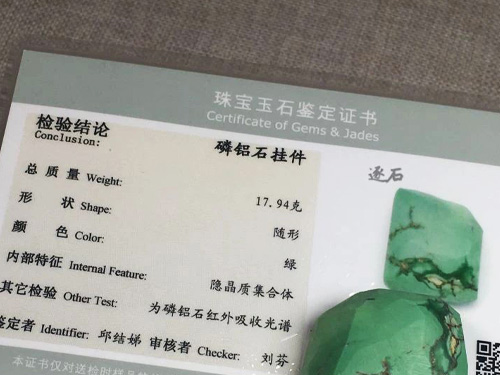 珠宝玉石鉴定证书
Certificate of Gems & Jades
检验结论 磷铝石挂件
Conclusion:
逐石
总 质 量 Weight: 17.94克
形 状 Shape: 随形
颜 色 Color: 绿
内部特征 Internal Feature: 隐晶质集合体
其它检验 Other Test: 为磷铝石红外吸收光谱
鉴定者 Identifier: 邱结娣 审核者 Checker: 刘芬
本证书仅对送检时样品